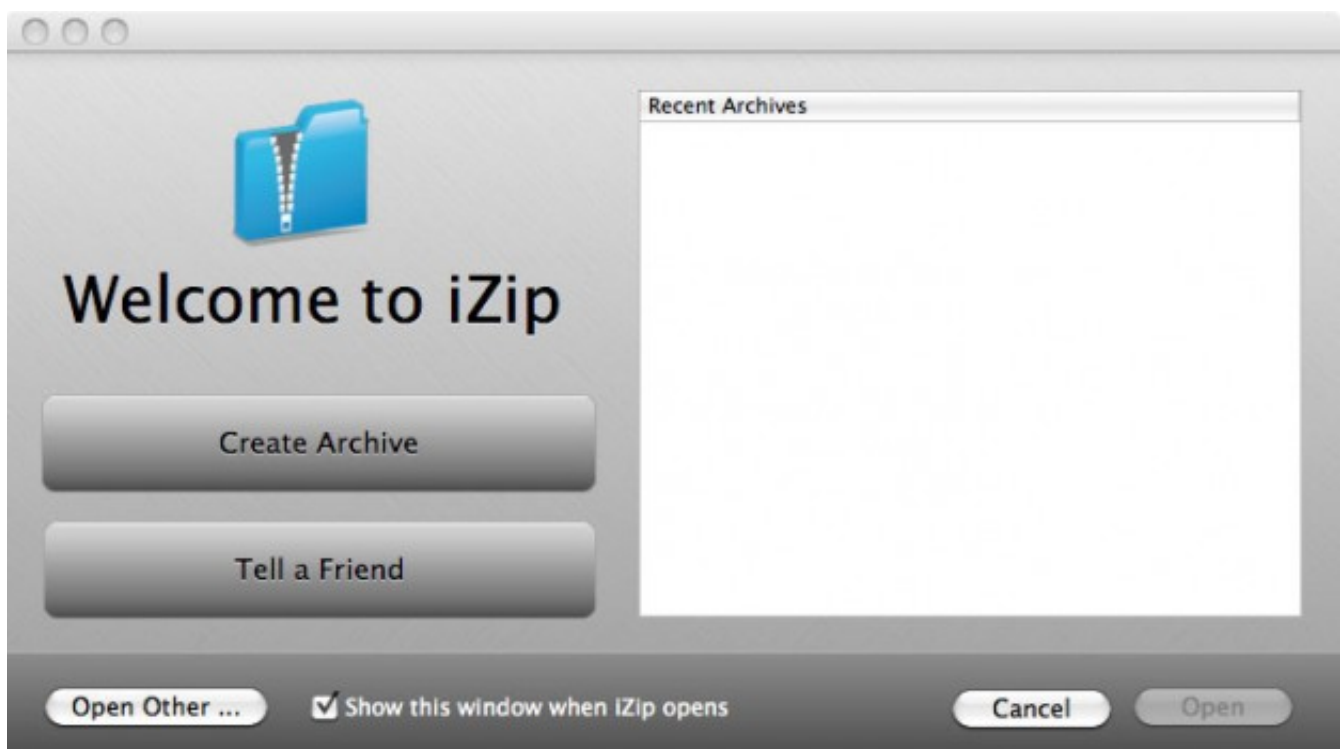 Recent Archives
Welcome to iZip
Create Archive
Tell a Friend
Open Other ...
Show this window when iZip opens
Cancel
Open